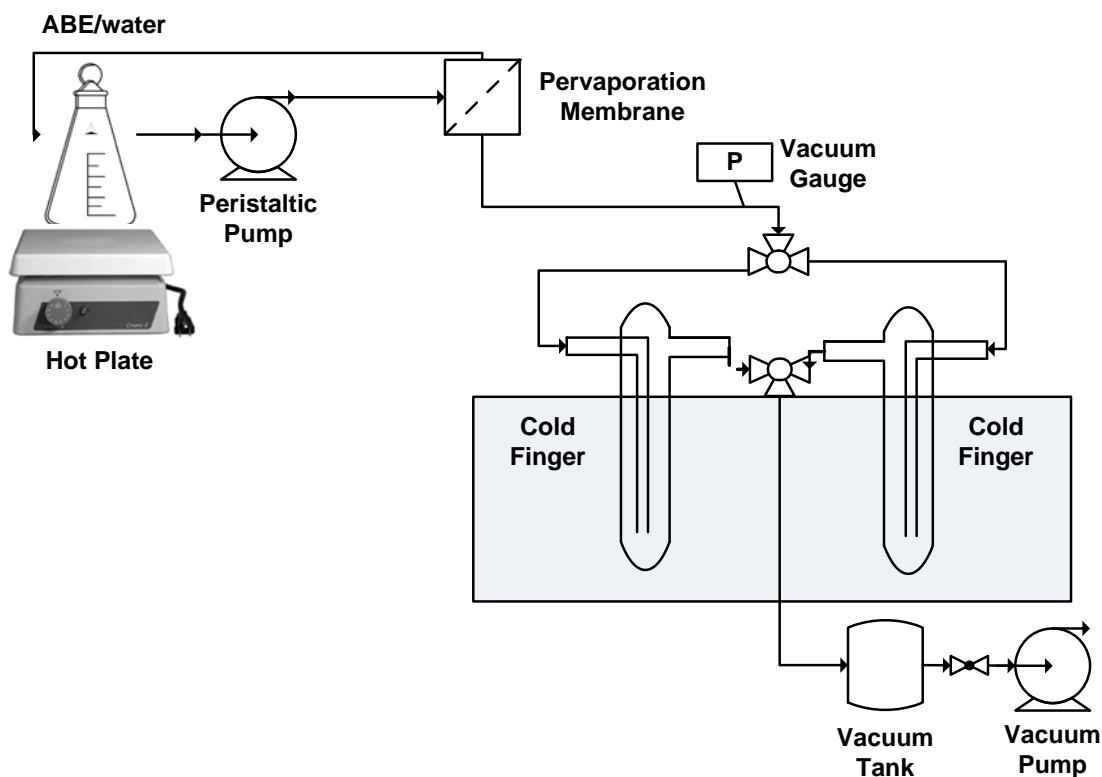 ABE/water
Pervaporation
Membrane
P
Vacuum
Gauge
Peristaltic
Pump
Hot Plate
Cold
Finger
Cold
Finger
Vacuum
Tank
Vacuum
Pump